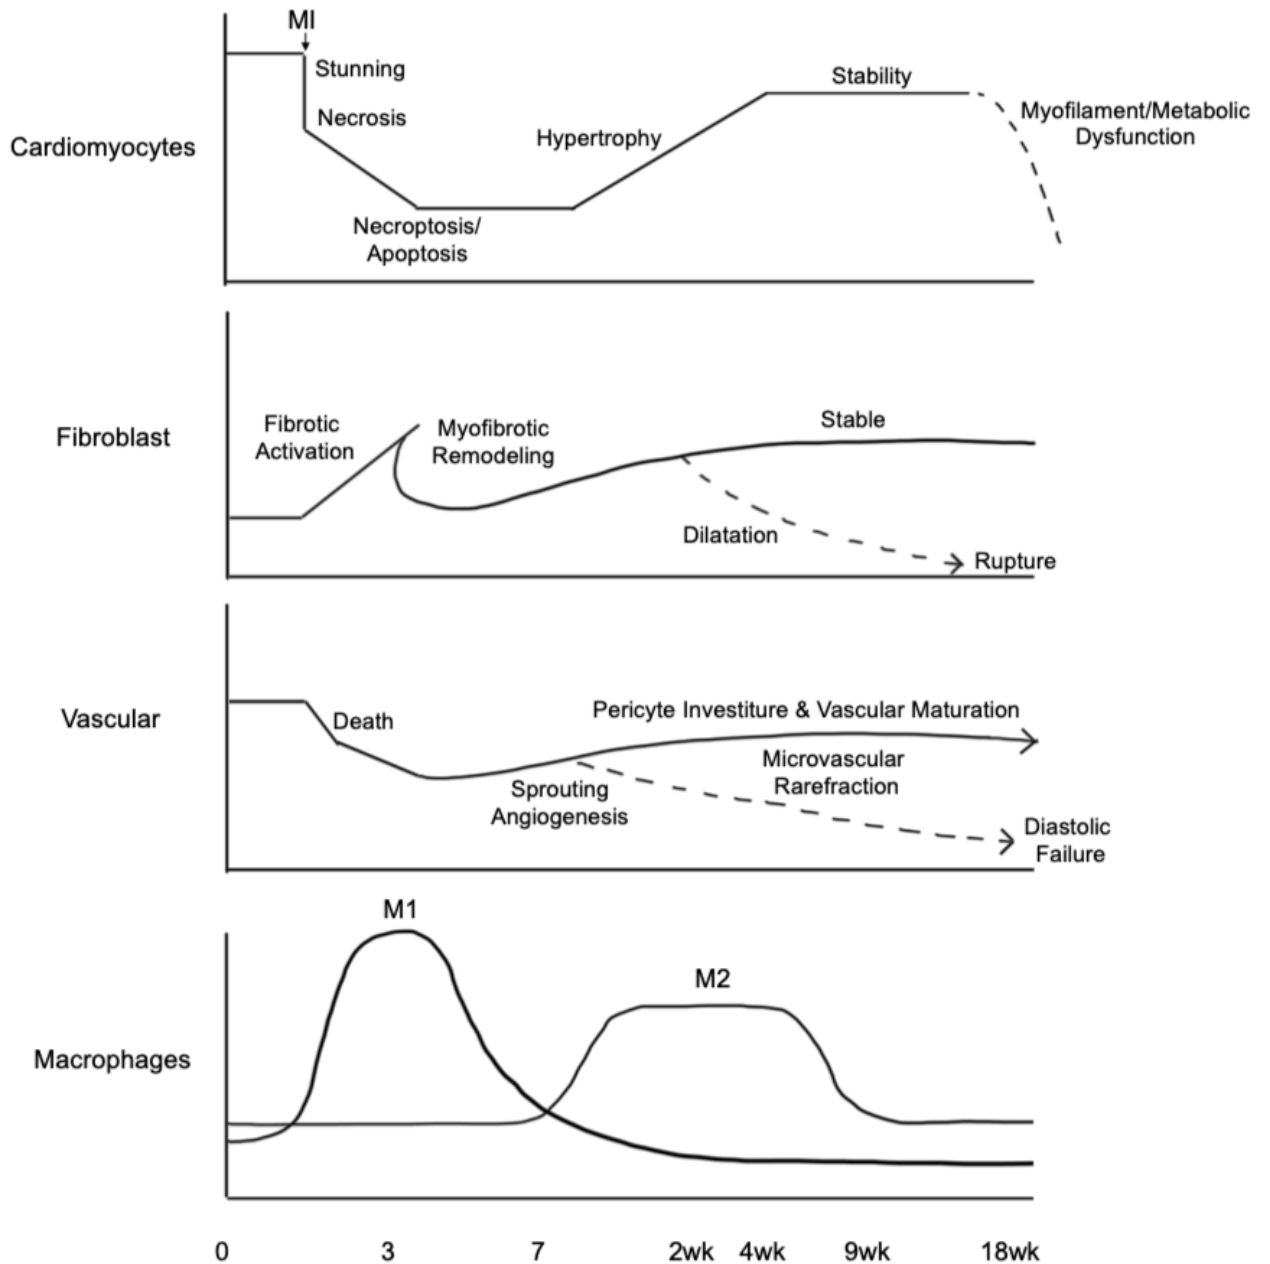 MI
Stunning
Necrosis
Cardiomyocytes
Necroptosis/
Apoptosis
Hypertrophy
Stability
Myofilament/Metabolic
Dysfunction
Fibroblast
Fibrotic
Activation
Myofibrotic
Remodeling
Stable
Dilatation
Rupture
Vascular
Death
Sprouting
Angiogenesis
Pericyte Investiture & Vascular Maturation
Microvascular
Rarefraction
Diastolic
Failure
Macrophages
M1
M2
0 3 7 2wk 4wk 9wk 18wk